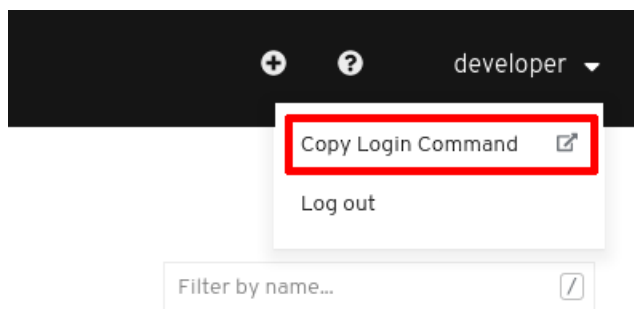 developer
Copy Login Command
Log out
Filter by name...
/